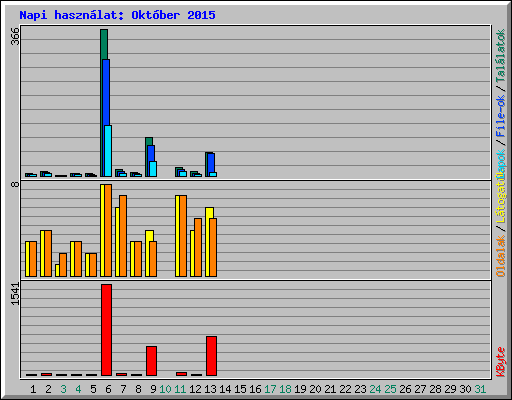 Napi használat: Október 2015
366
8
1541
Oldalak / Látogati lapok / File-ok / Találatok
KByte
1 2 3 4 5 6 7 8 9 10 11 12 13 14 15 16 17 18 19 20 21 22 23 24 25 26 27 28 29 30 31